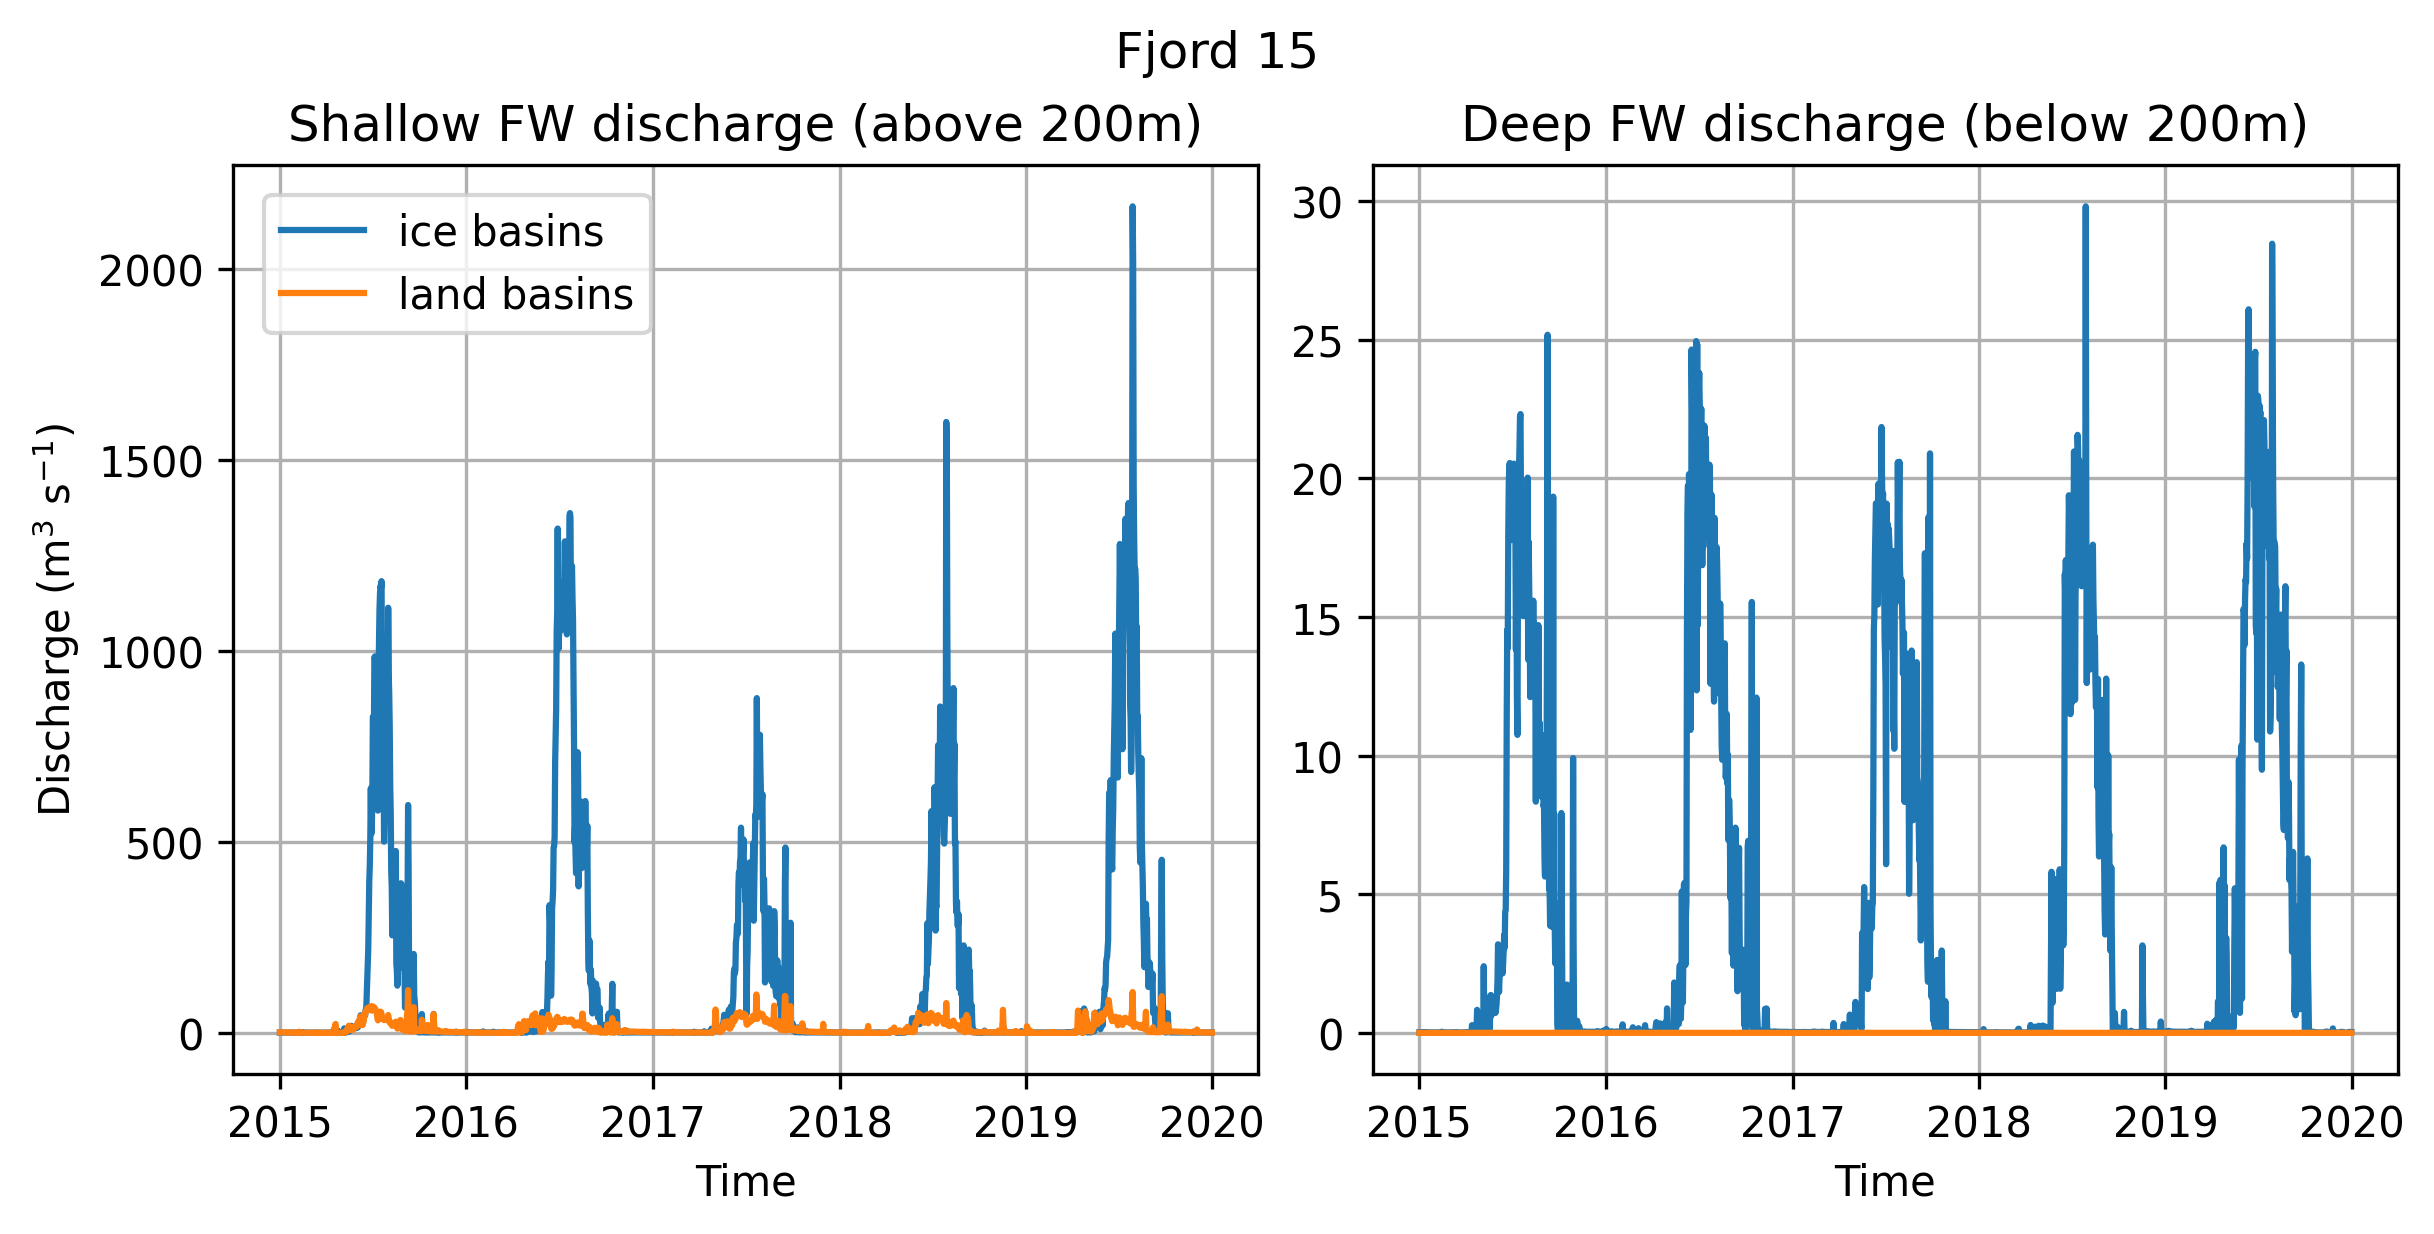 Fjord 15
Shallow FW discharge (above 200m)
ice basins
land basins
2000
1500
1000
500
0
Discharge (m³ s⁻¹)
2015 2016 2017 2018 2019 2020
Time
Deep FW discharge (below 200m)
30
25
20
15
10
5
0
2015 2016 2017 2018 2019 2020
Time